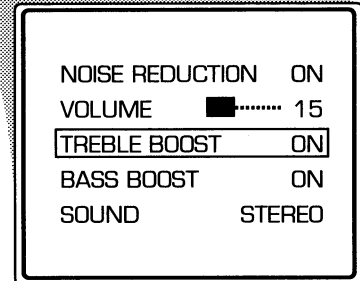 NOISE REDUCTION ON
VOLUME 15
TREBLE BOOST ON
BASS BOOST ON
SOUND STEREO